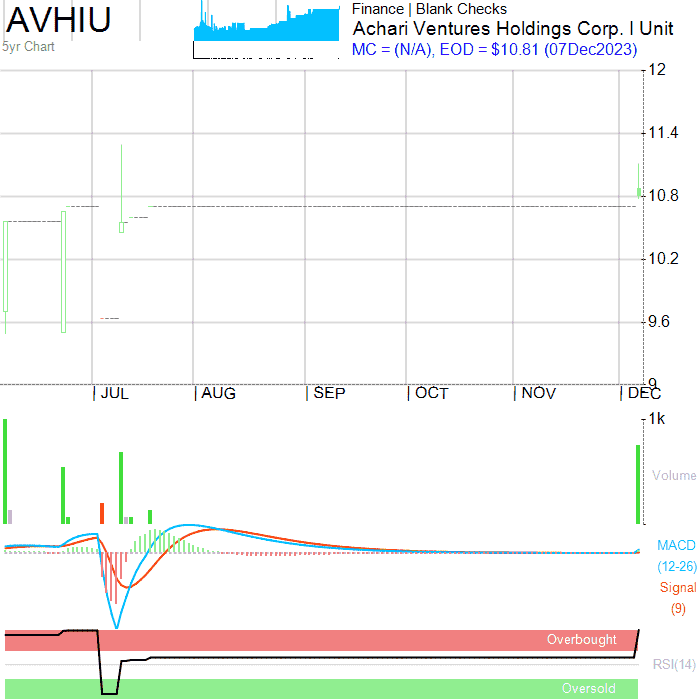 AVHIU
5yr Chart
Finance | Blank Checks
Achari Ventures Holdings Corp. I Unit
MC = (N/A), EOD = $10.81 (07Dec2023)
12
11.4
10.8
10.2
9.6
9
JUL
AUG
SEP
OCT
NOV
DEC
1k
Volume
MACD
(12-26)
Signal
(9)
Overbought
RSI(14)
Oversold